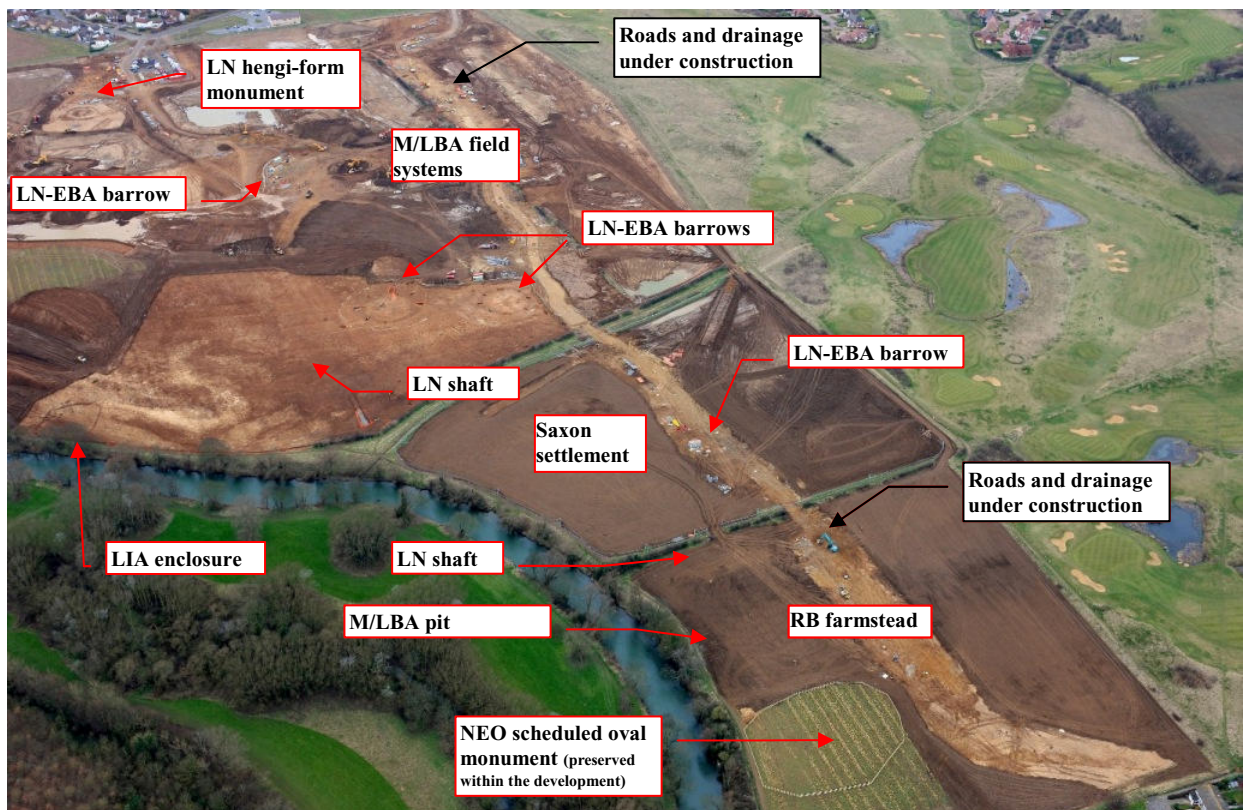 Roads and drainage
under construction
LN hengi-form
monument
M/LBA field
systems
LN-EBA barrow
LN-EBA barrows
LN-EBA barrow
LN shaft
Saxon
settlement
Roads and drainage
under construction
LIA enclosure
LN shaft
M/LBA pit
RB farmstead
NEO scheduled oval
monument (preserved
within the development)